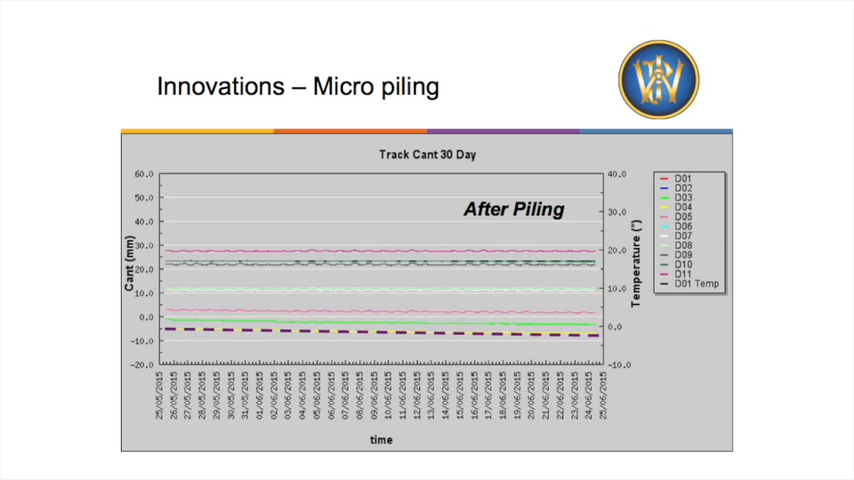 Innovations – Micro piling
Track Cant 30 Day
After Piling
60.0
50.0
40.0
30.0
20.0
10.0
0.0
-10.0
-20.0
Cant (mm)
40.0
30.0
20.0
10.0
0.0
-10.0
Temperature (°)
D01
D02
D03
D04
D05
D06
D07
D08
D09
D10
D11
D01 Temp
25/05/2015
26/05/2015
27/05/2015
28/05/2015
29/05/2015
30/05/2015
31/05/2015
01/06/2015
02/06/2015
03/06/2015
04/06/2015
05/06/2015
06/06/2015
07/06/2015
08/06/2015
09/06/2015
10/06/2015
11/06/2015
12/06/2015
13/06/2015
14/06/2015
15/06/2015
16/06/2015
17/06/2015
18/06/2015
19/06/2015
20/06/2015
21/06/2015
22/06/2015
23/06/2015
24/06/2015
25/06/2015
time